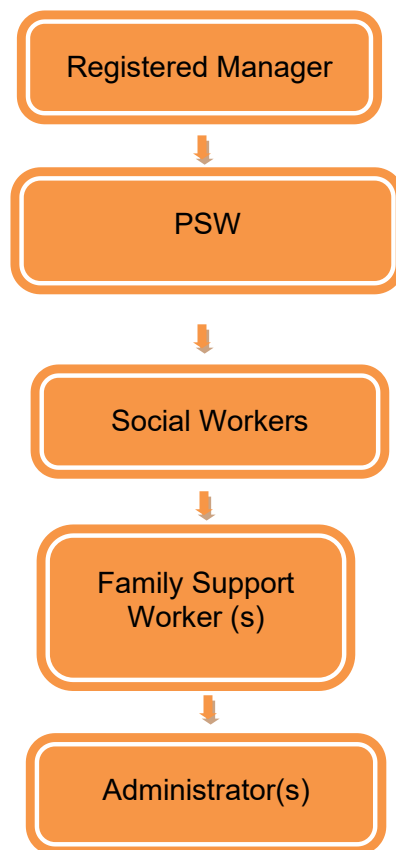 Registered Manager
PSW
Social Workers
Family Support
Worker (s)
Administrator(s)